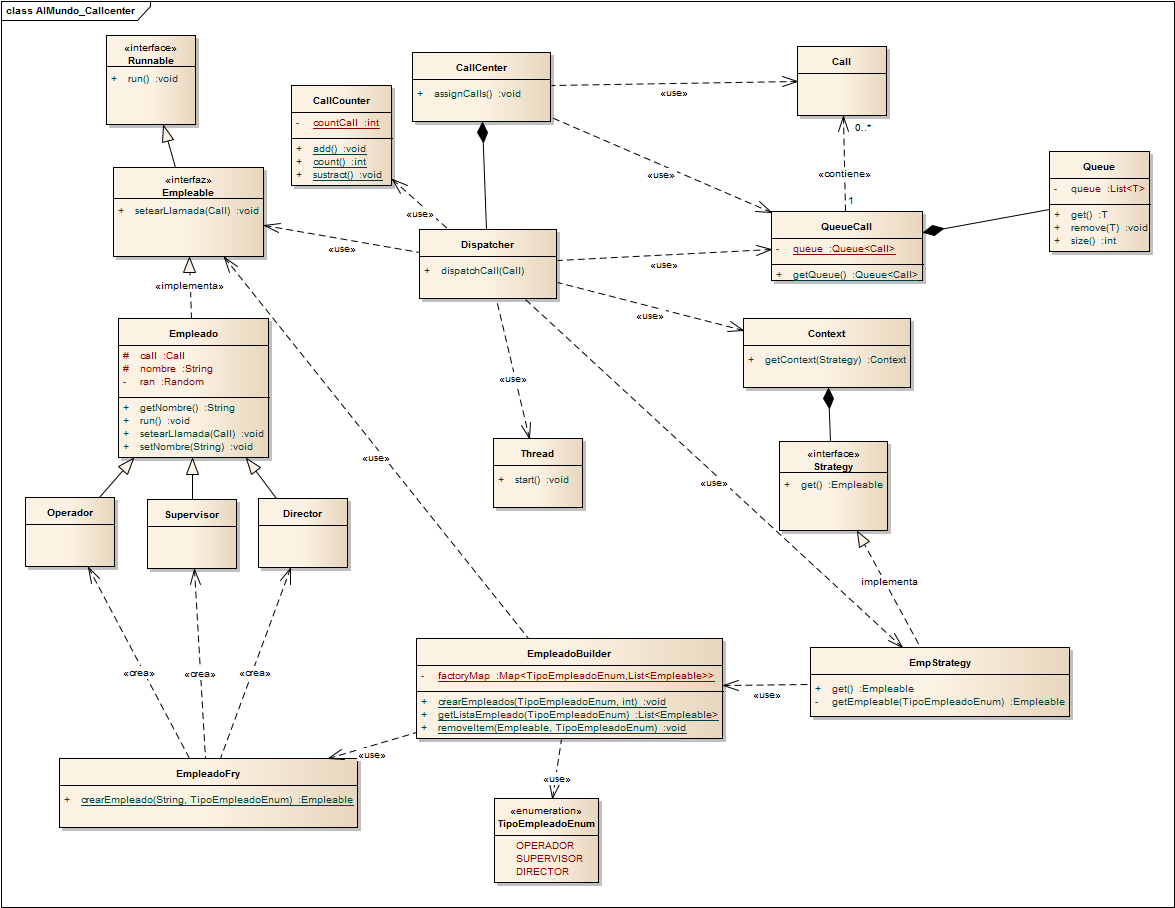 class AlMundo_Callcenter
«interface»
Runnable
+ run() :void
CallCounter
- countCall :int
+ add() :void
+ count() :int
+ sustract() :void
CallCenter
+ assignCalls() :void
Call
«use»
0..*
«contiene»
1
«use»
Queue
- queue :List<T>
+ get() :T
+ remove(T) :void
+ size() :int
«interfaz»
Empleable
+ setearLlamada(Call) :void
«use»
«use»
Dispatcher
+ dispatchCall(Call)
«use»
QueueCall
- queue :Queue<Call>
+ getQueue() :Queue<Call>
«implementa»
«use»
Empleado
# call :Call
# nombre :String
- ran :Random
+ getNombre() :String
+ run() :void
+ setearLlamada(Call) :void
+ setNombre(String) :void
Context
+ getContext(Strategy) :Context
«use»
Thread
+ start() :void
«interface»
Strategy
+ get() :Empleable
«use»
«use»
Operador
Supervisor
Director
implementa
«crea»
«crea»
«crea»
EmpleadoBuilder
- factoryMap :Map<TipoEmpleadoEnum,List<Empleable>>
+ crearEmpleados(TipoEmpleadoEnum, int) :void
+ getListaEmpleado(TipoEmpleadoEnum) :List<Empleable>
+ removeItem(Empleable, TipoEmpleadoEnum) :void
«use»
EmpStrategy
+ get() :Empleable
- getEmpleable(TipoEmpleadoEnum) :Empleable
«use»
«use»
EmpleadoFry
+ crearEmpleado(String, TipoEmpleadoEnum) :Empleable
«enumeration»
TipoEmpleadoEnum
OPERADOR
SUPERVISOR
DIRECTOR